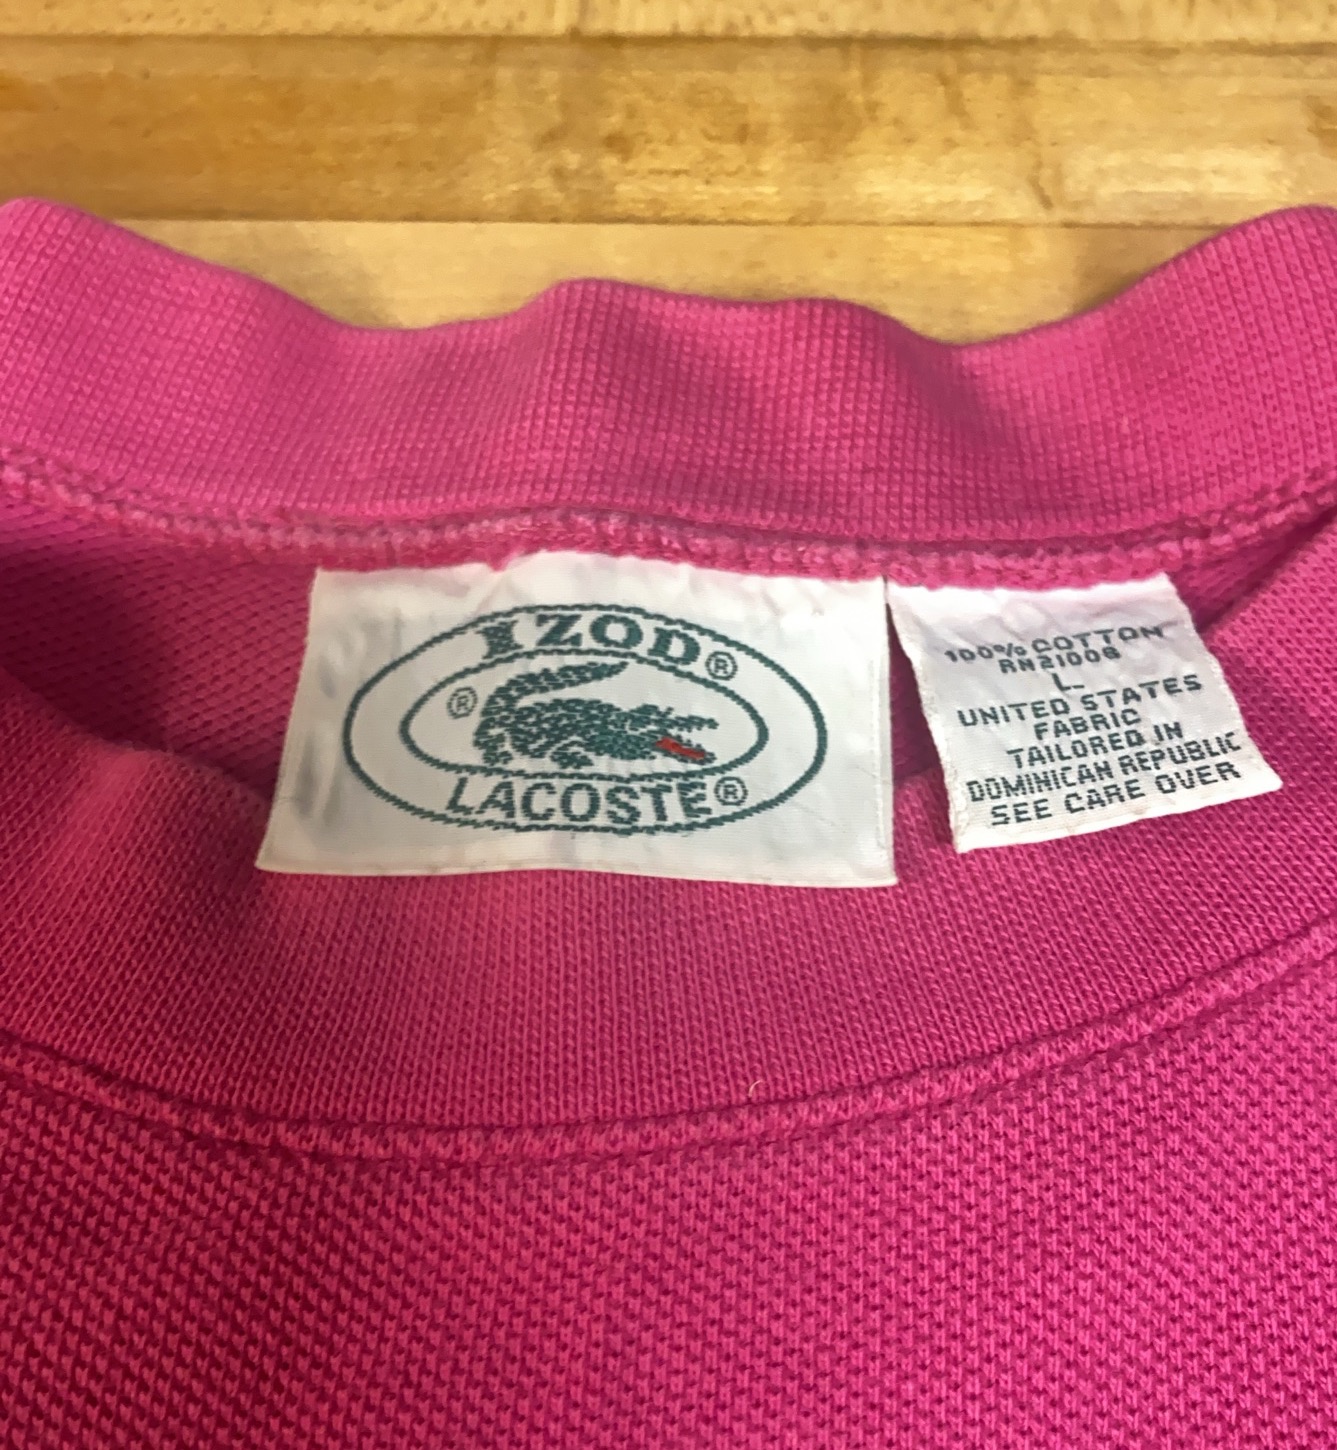 IZOD®
®
LACOSTE®
100% COTTON
RN21006
L
UNITED STATES
FABRIC
TAILORED IN
DOMINICAN REPUBLIC
SEE CARE OVER